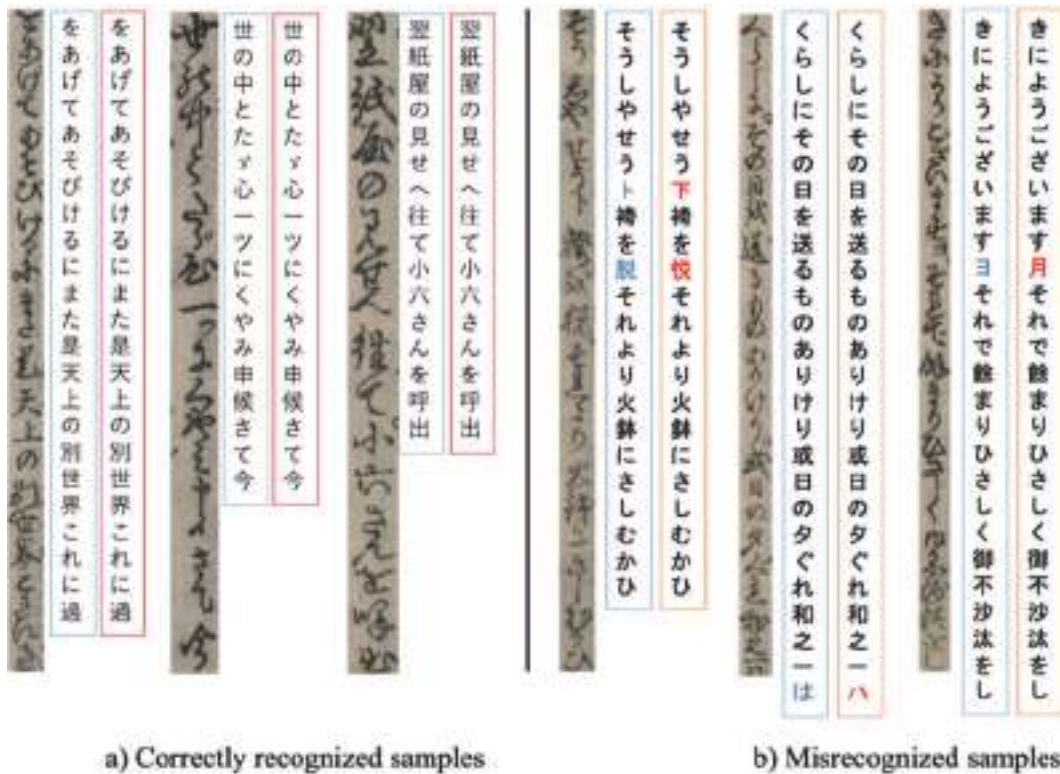 をあげてあそびけるにまた是天上の別世界これに過
をあげてあそびけるにまた是天上の別世界これに過
世の中とたゞ心一ツにくやみ申候さて今
世の中とたゞ心一ツにくやみ申候さて今
翌紙屋の見せへ往て小六さんを呼出
翌紙屋の見せへ往て小六さんを呼出
そうしやせうト袴を脱それより火鉢にさしむかひ
そうしやせう下袴を悦それより火鉢にさしむかひ
くらしにその日を送るものありけり或日の夕ぐれ和之一は
くらしにその日を送るものありけり或日の夕ぐれ和之一ハ
きにようございますヨそれで餘まりひさしく御不沙汰をし
きにようございます月それで餘まりひさしく御不沙汰をし
a) Correctly recognized samples
b) Misrecognized samples